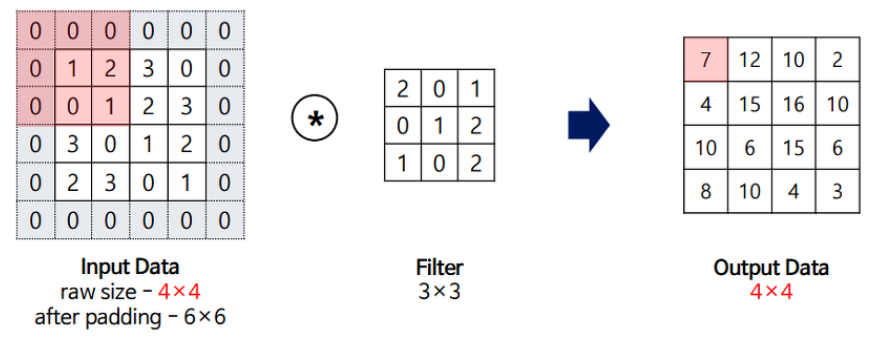 0 0 0 0 0 0
0 1 2 3 0 0
0 0 1 2 3 0
0 3 0 1 2 0
0 2 3 0 1 0
0 0 0 0 0 0
*
2 0 1
0 1 2
1 0 2
7 12 10 2
4 15 16 10
10 6 15 6
8 10 4 3
Input Data
raw size - 4×4
after padding - 6×6
Filter
3×3
Output Data
4×4